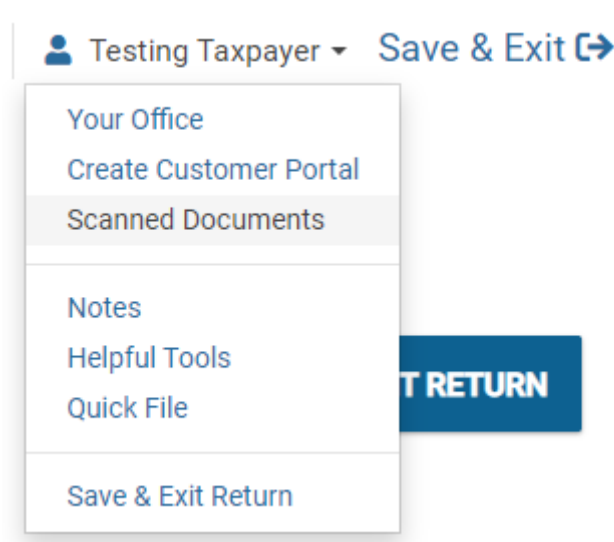 Testing Taxpayer Save & Exit
Your Office
Create Customer Portal
Scanned Documents
Notes
Helpful Tools
Quick File
T RETURN
Save & Exit Return